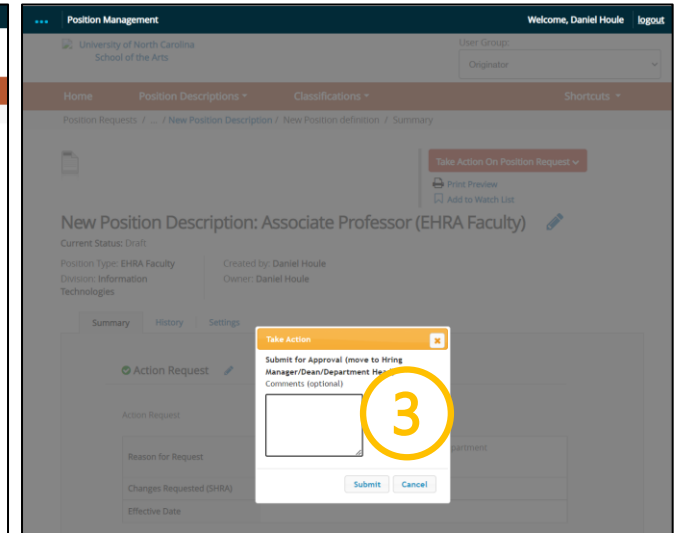 Position Management
Welcome, Daniel Houle logout
University of North Carolina
School of the Arts
User Group:
Originator
Home Position Descriptions Classifications Shortcuts
Position Requests / ... / New Position Description / New Position definition / Summary
Take Action On Position Request
Print Preview
Add to Watch List
New Position Description: Associate Professor (EHRA Faculty)
Current Status: Draft
Position Type: EHRA Faculty
Created by: Daniel Houle
Division: Information
Technologies
Owner: Daniel Houle
Summary History Settings
Take Action
Submit for Approval (move to Hring
Manager/Dean/Department
Comments (optional)
3
Submit Cancel
Action Request
Action Request
Reason for Request
Changes Requested (SHRA)
Effective Date